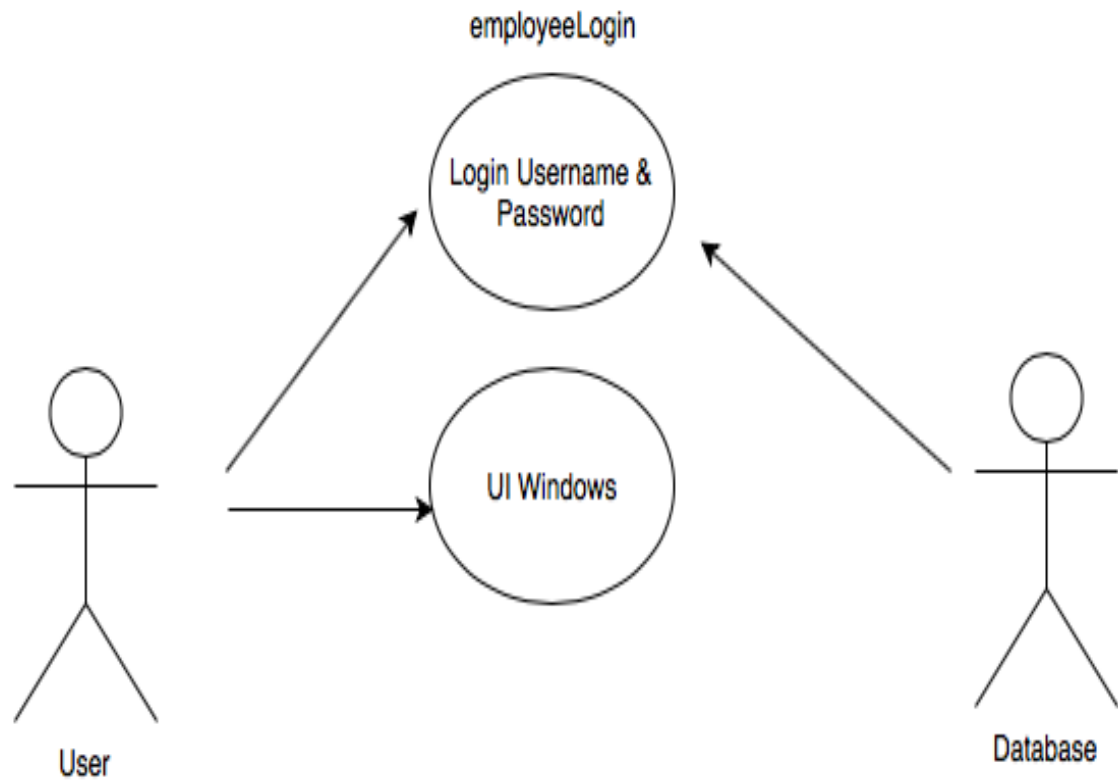 employeeLogin
Login Username &
Password
UI Windows
User
Database